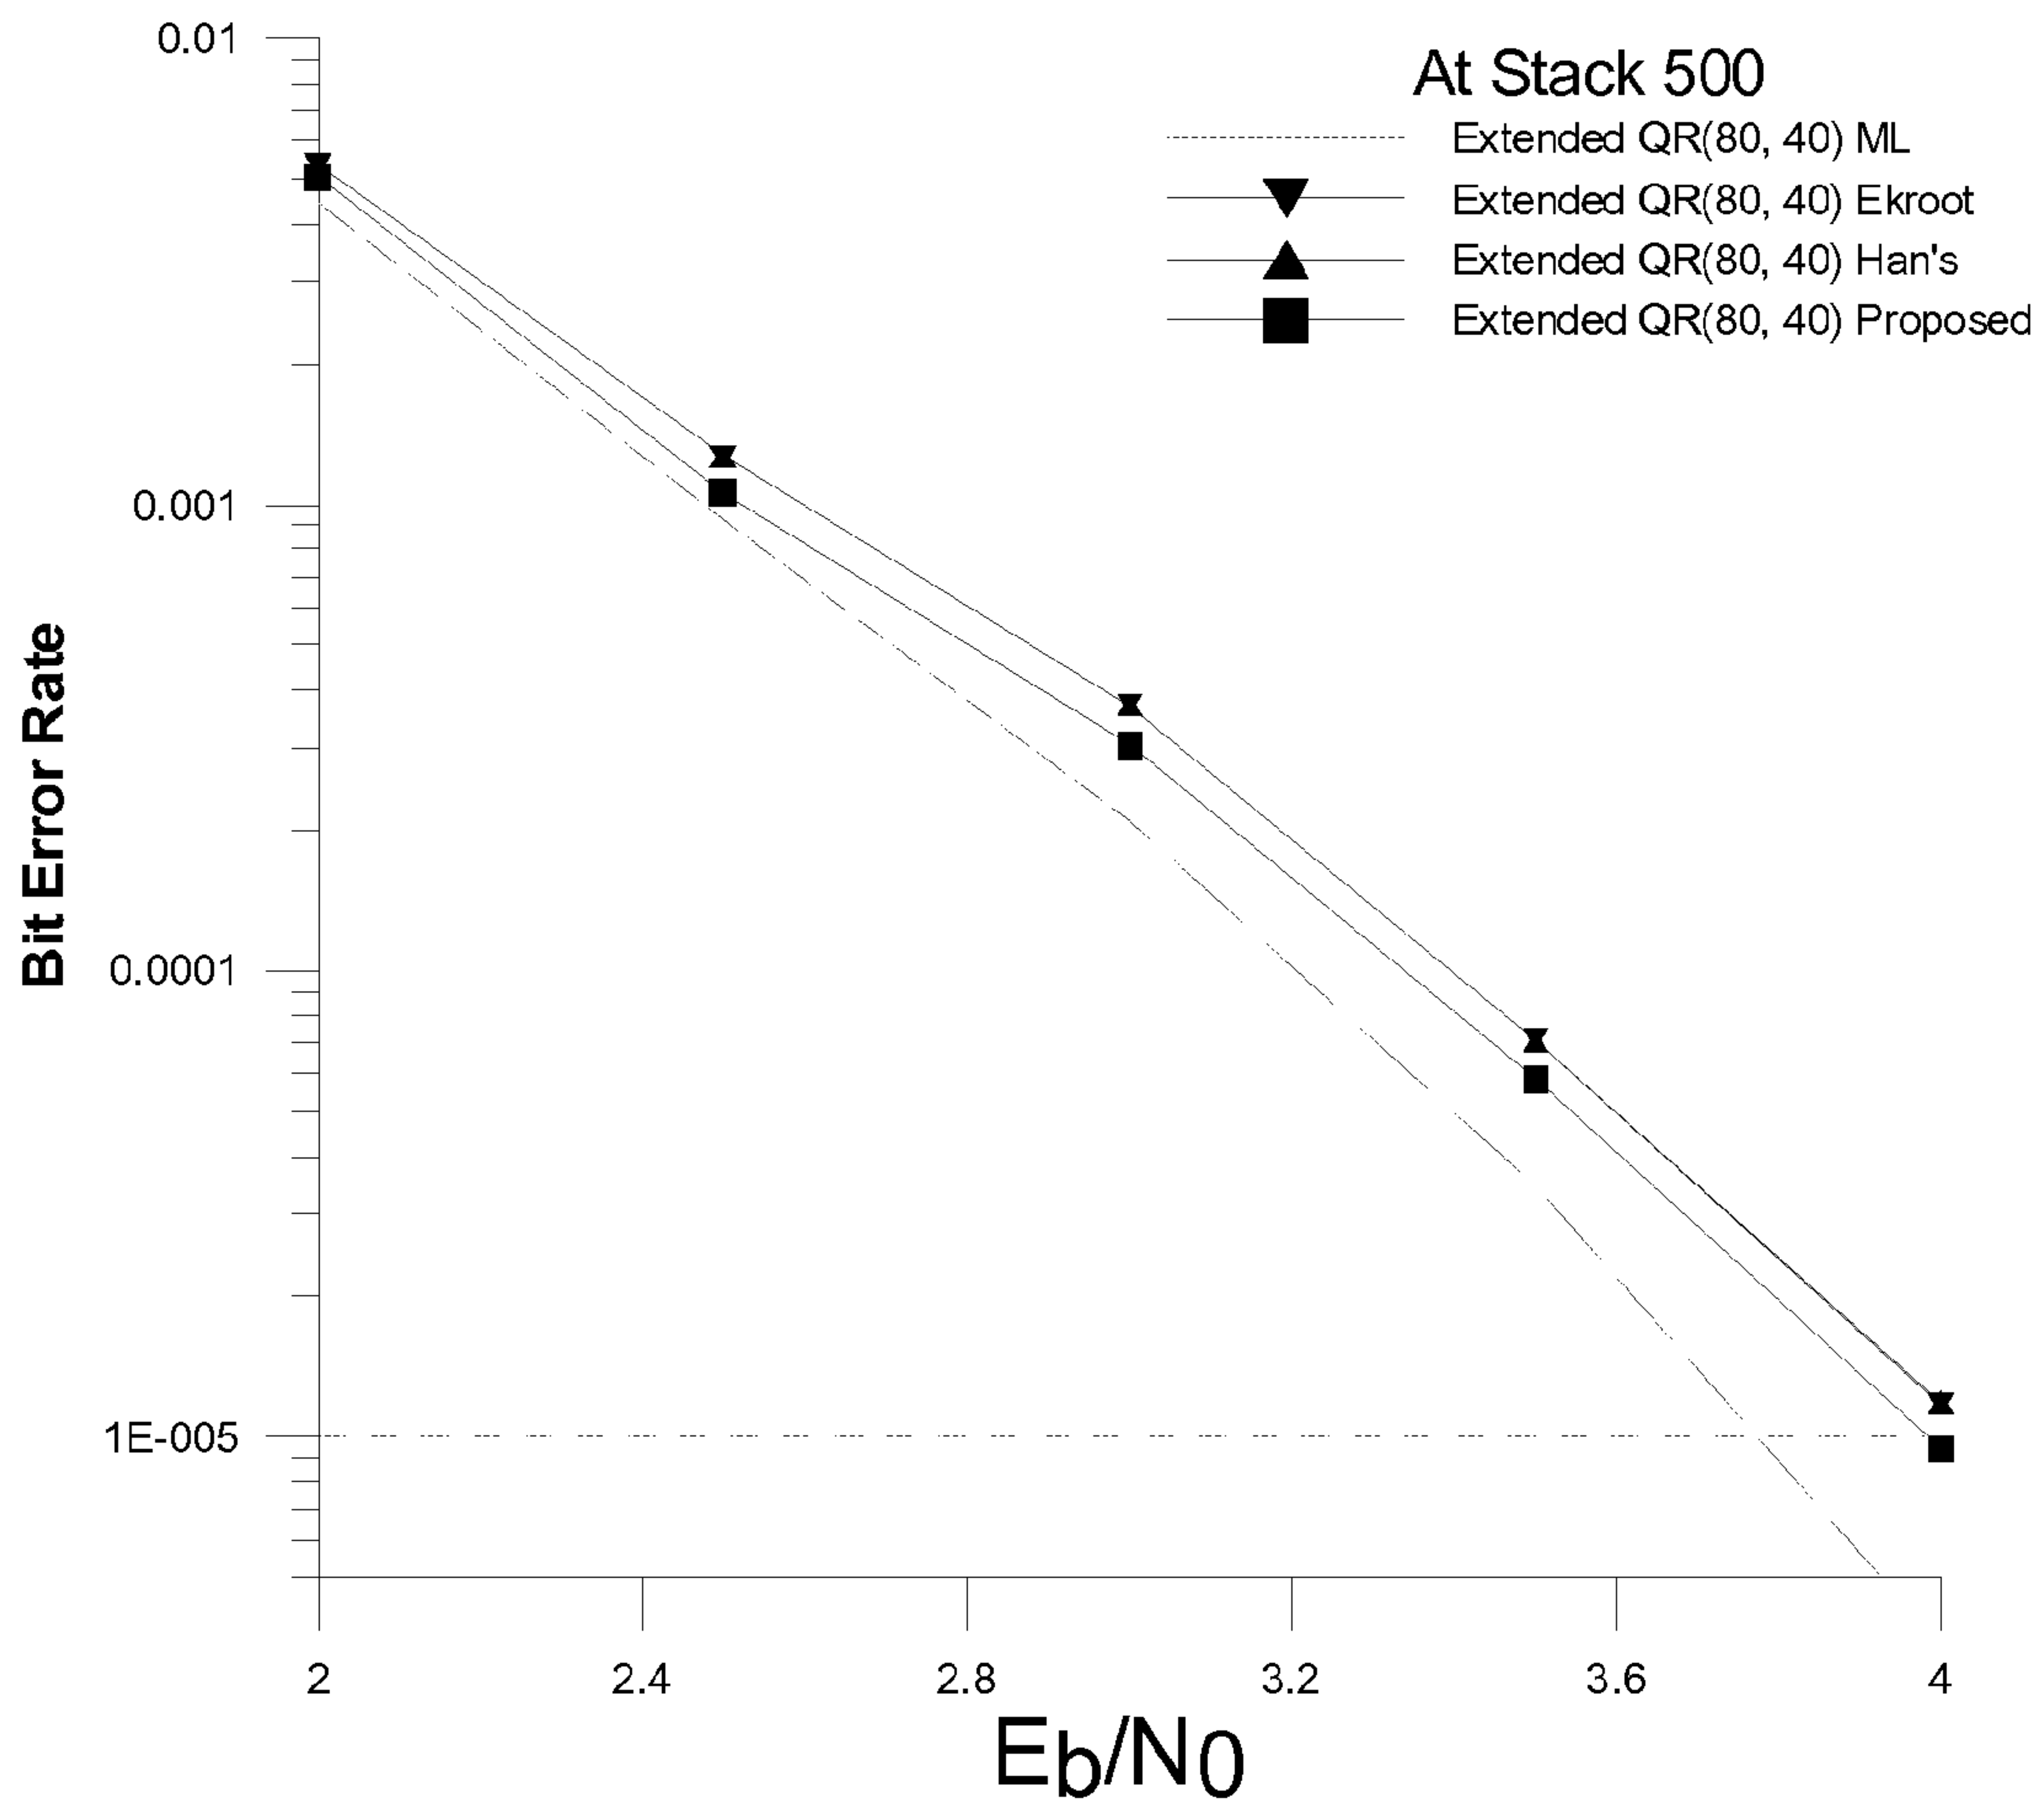 At Stack 500
Extended QR(80, 40) ML
Extended QR(80, 40) Ekroot
Extended QR(80, 40) Han's
Extended QR(80, 40) Proposed
0.01
0.001
0.0001
1E-005
Bit Error Rate
2 2.4 2.8 3.2 3.6 4
Eb/N0